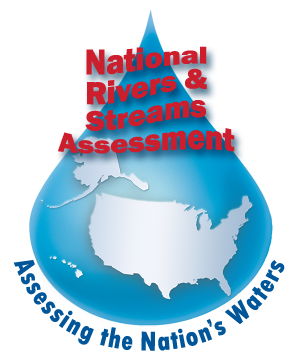 National
Rivers &
Streams
Assessment
Assessing the Nation's Waters